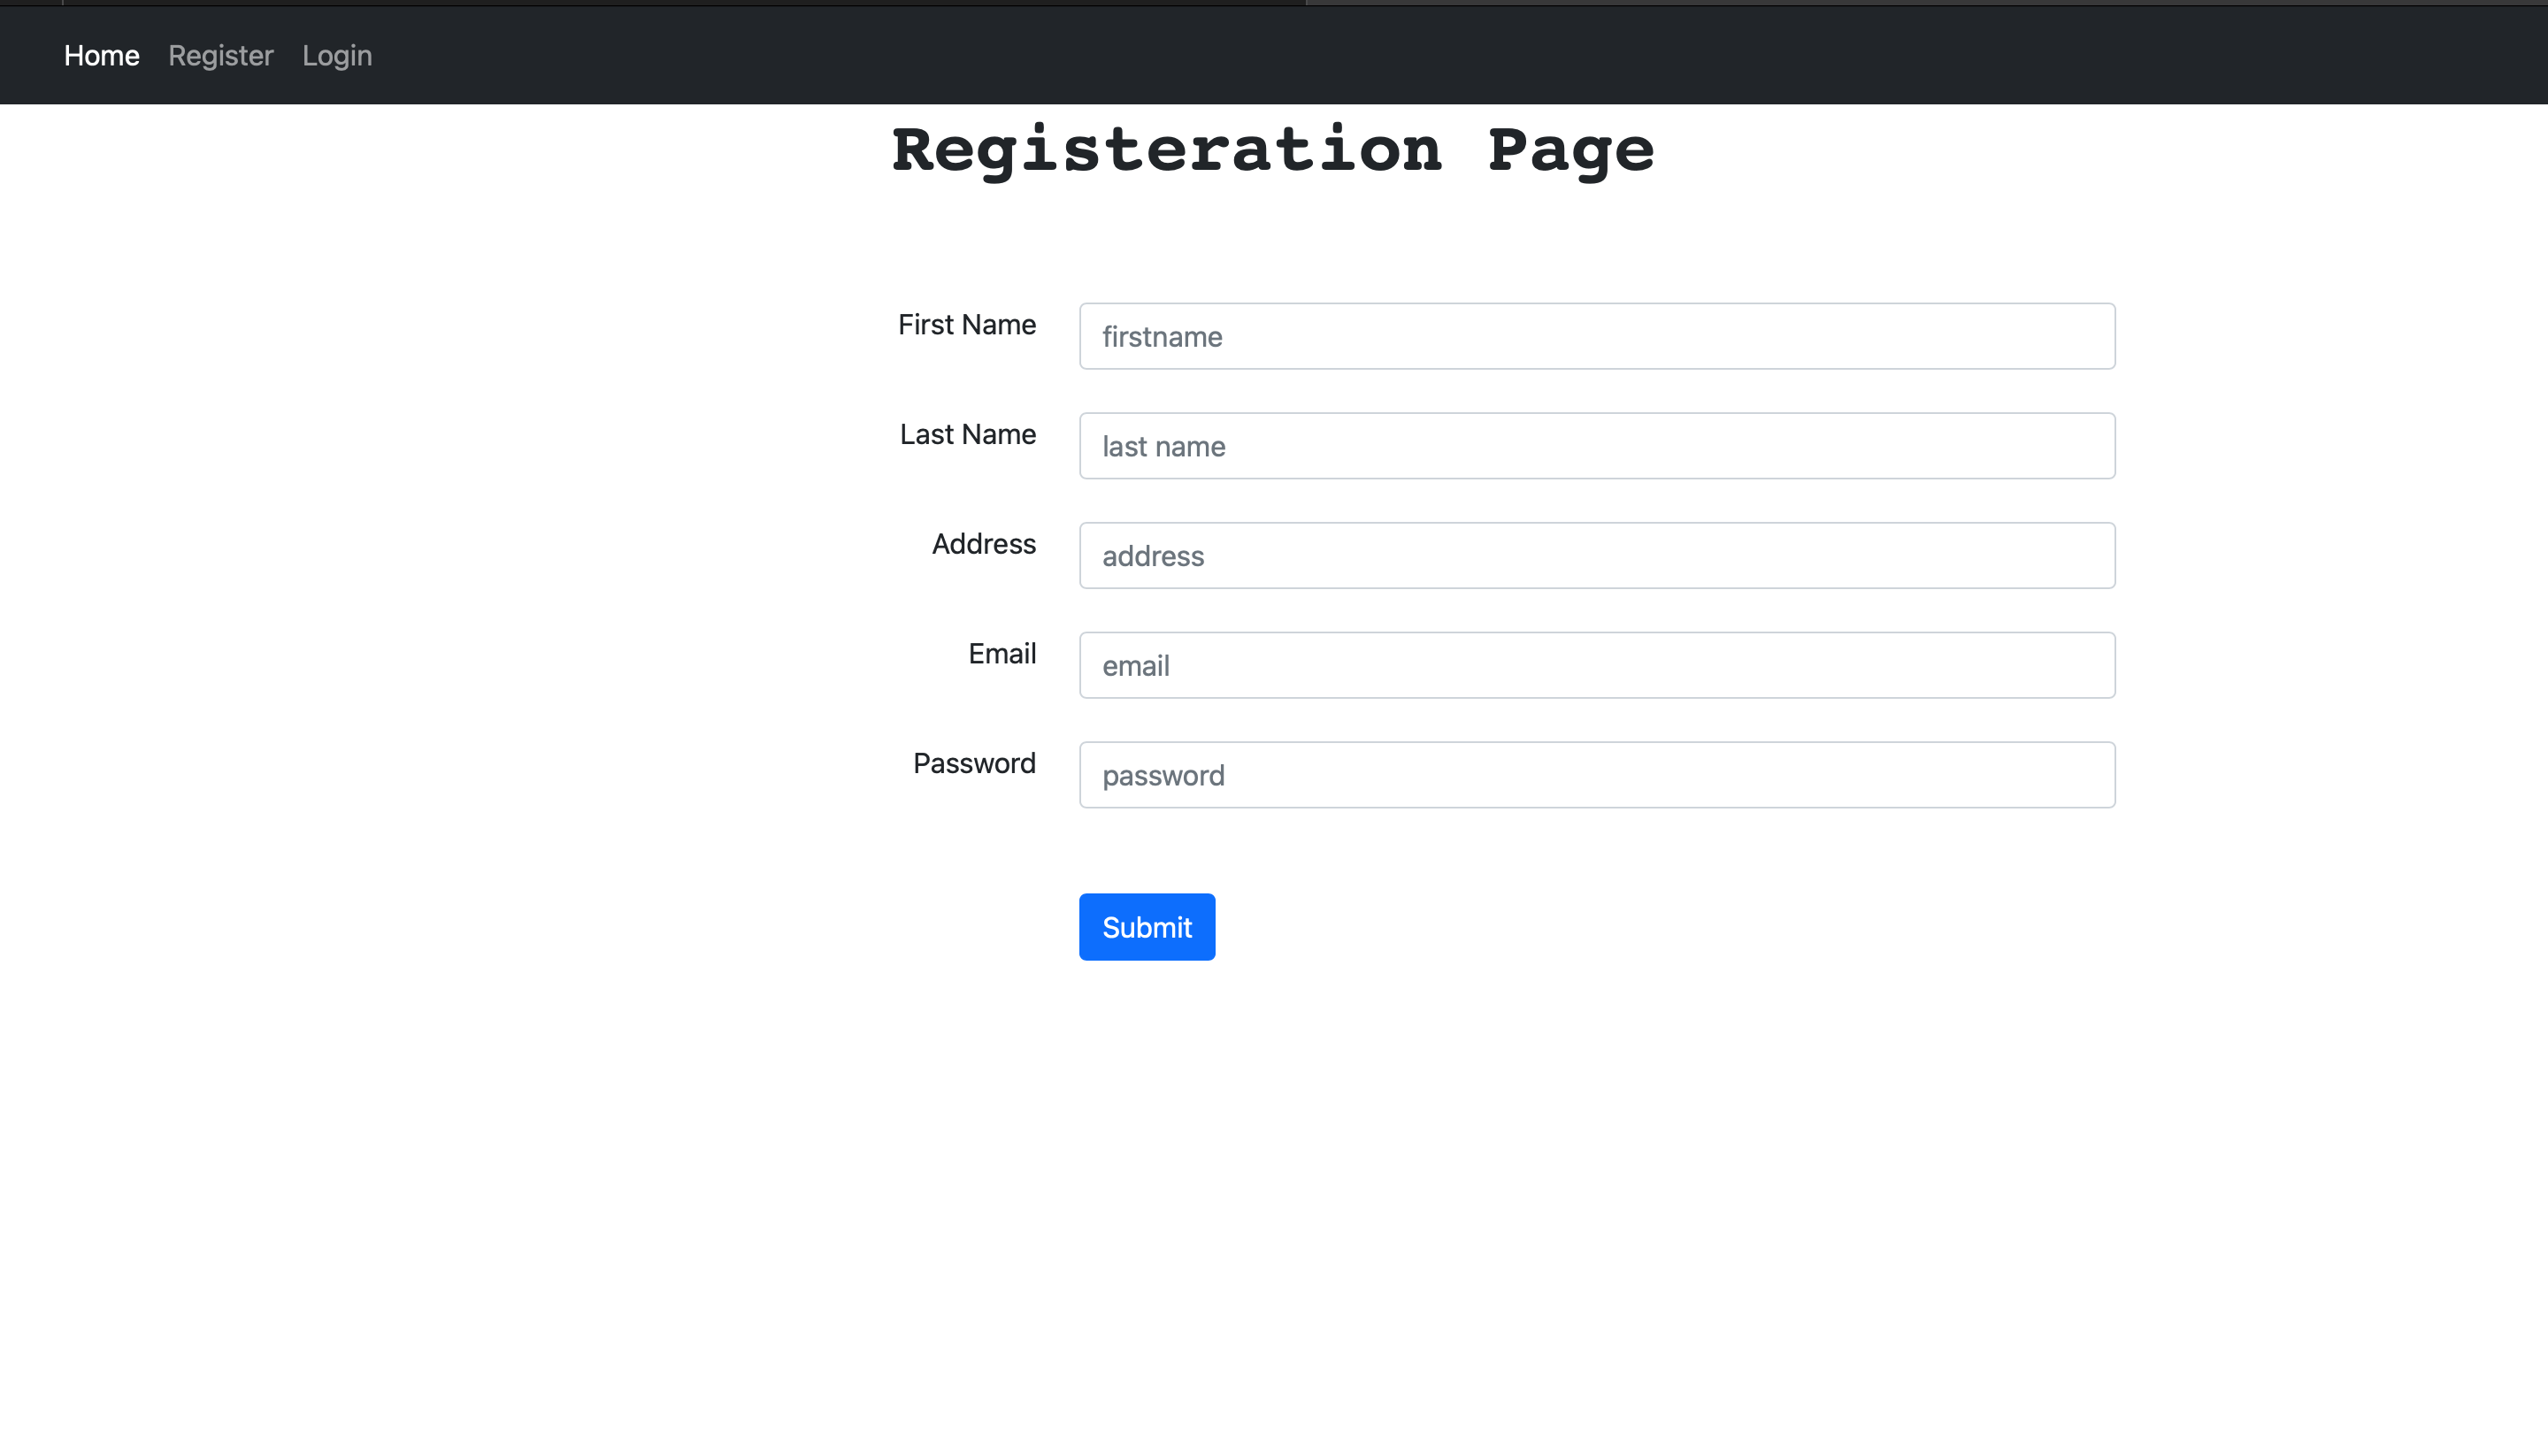 Home Register Login
Registeration Page
First Name firstname
Last Name last name
Address address
Email email
Password password
Submit